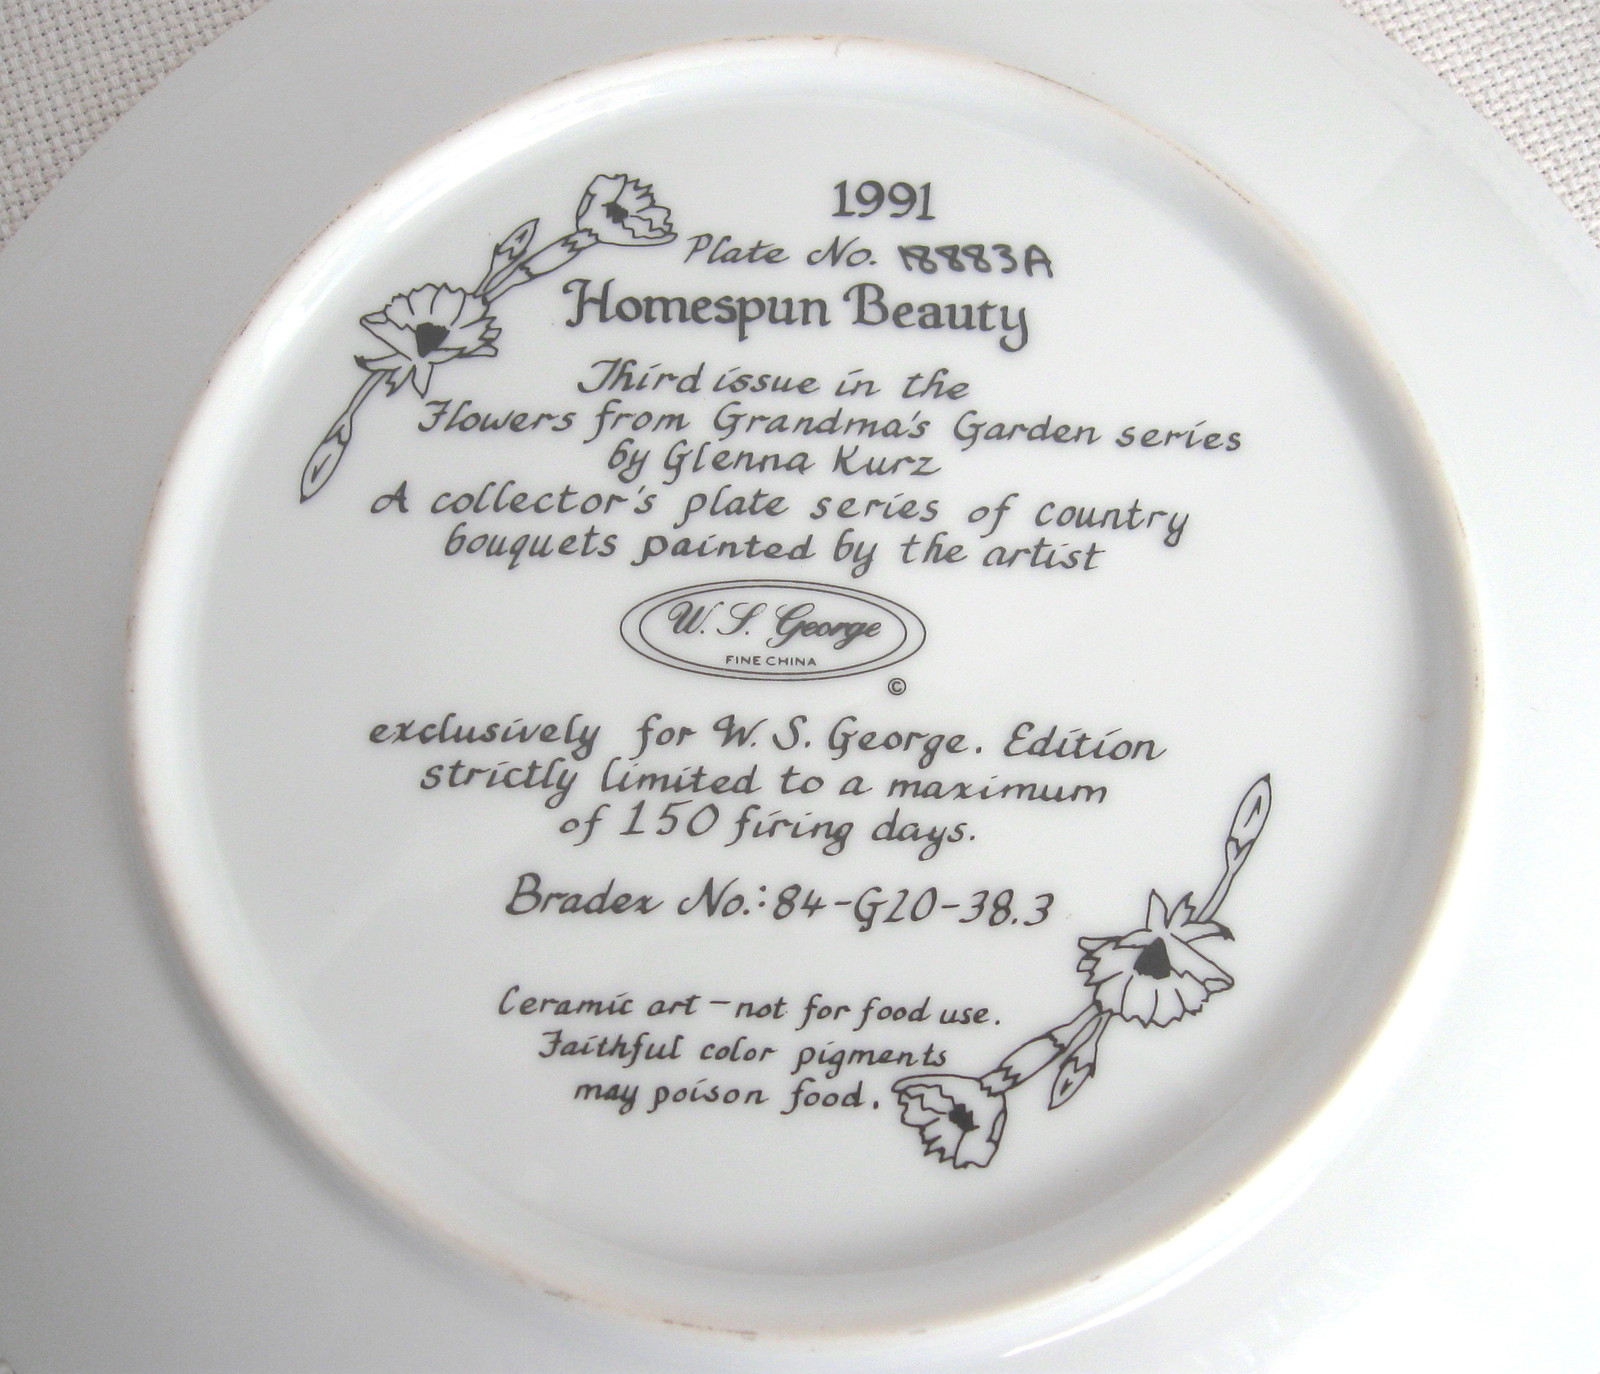 1991
Plate No. 18883A
Homespun Beauty
Third issue in the
Flowers from Grandma's Garden series
by Glenna Kurz
A collector's plate series of country
bouquets painted by the artist
W. S. George
FINE CHINA
©
exclusively for W. S. George. Edition
strictly limited to a maximum
of 150 firing days.
Bradex No.: 84-G20-38.3
Ceramic art – not for food use.
Faithful color pigments
may poison food.